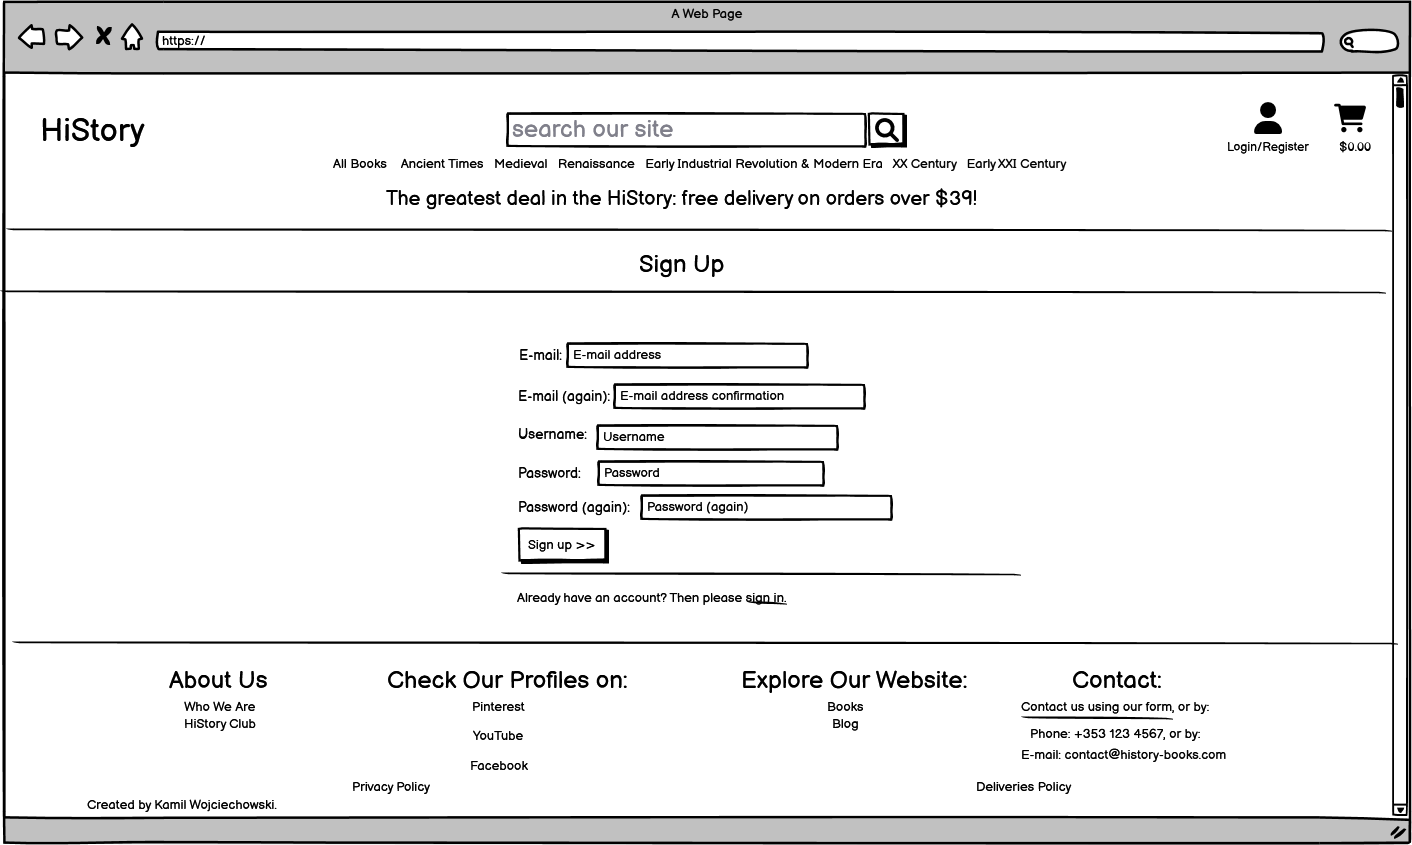 A Web Page
https://
HiStory
search our site
Login/Register
$0.00
All Books Ancient Times Medieval Renaissance Early Industrial Revolution & Modern Era XX Century Early XXI Century
The greatest deal in the HiStory: free delivery on orders over $39!
Sign Up
E-mail: E-mail address
E-mail (again): E-mail address confirmation
Username: Username
Password: Password
Password (again): Password (again)
Sign up >>
Already have an account? Then please sign in.
About Us
Who We Are
HiStory Club
Check Our Profiles on:
Pinterest
YouTube
Facebook
Explore Our Website:
Books
Blog
Contact:
Contact us using our form, or by:
Phone: +353 123 4567, or by:
E-mail: contact@history-books.com
Privacy Policy
Deliveries Policy
Created by Kamil Wojciechowski.